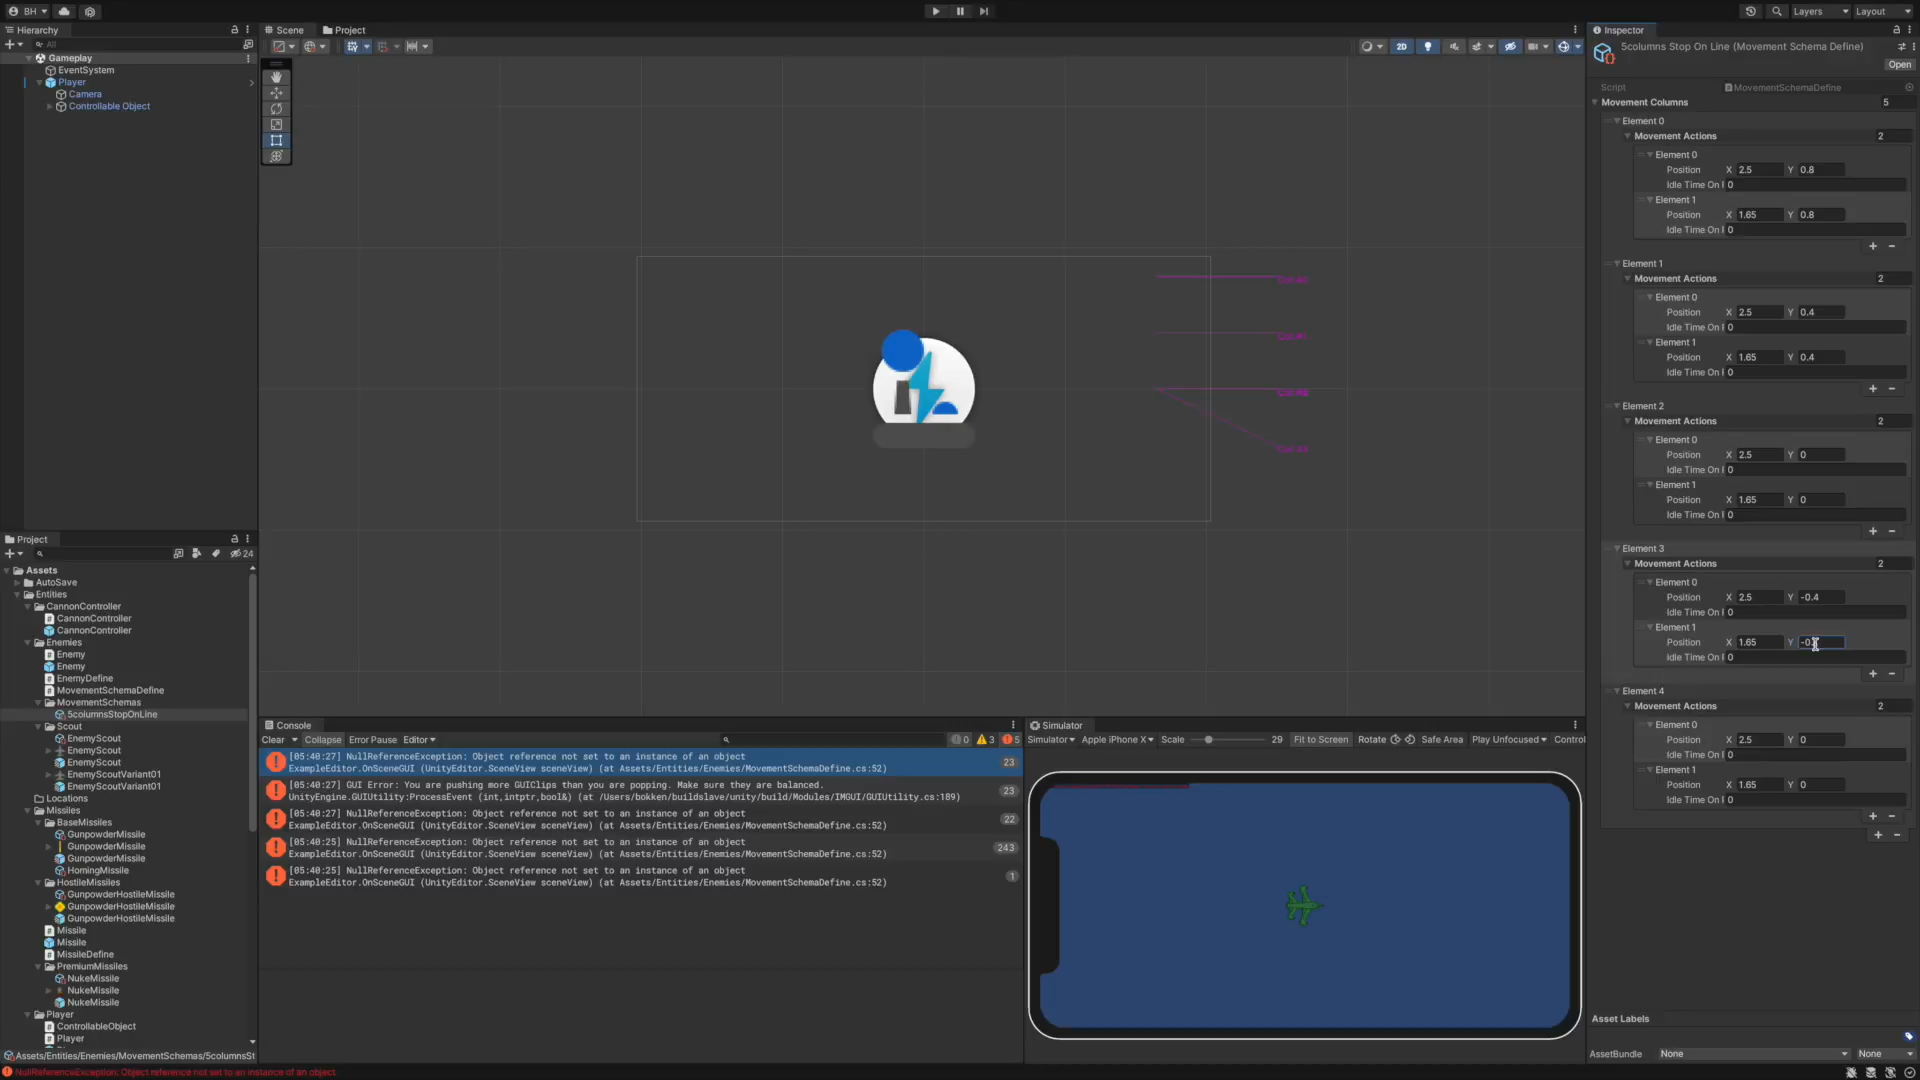 BH
Layers
Layout
Hierarchy
All
Gameplay
EventSystem
Player
Camera
Controllable Object
Scene
Project
2D
Col #1
Inspector
5columns Stop On Line (Movement Schema Define)
Open
Script
MovementSchemaDefine
Movement Columns
5
Element 0
Movement Actions
2
Element 0
Position X 2.5 Y 0.8
Idle Time On 0
Element 1
Position X 1.65 Y 0.8
Idle Time On 0
Element 1
Movement Actions
2
Element 0
Position X 2.5 Y 0.4
Idle Time On 0
Element 1
Position X 1.65 Y 0.4
Idle Time On 0
Element 2
Movement Actions
2
Element 0
Position X 2.5 Y 0
Idle Time On 0
Element 1
Position X 1.65 Y 0
Idle Time On 0
Element 3
Movement Actions
2
Element 0
Position X 2.5 Y -0.4
Idle Time On 0
Element 1
Position X 1.65 Y -0
Idle Time On 0
Element 4
Movement Actions
2
Element 0
Position X 2.5 Y 0
Idle Time On 0
Element 1
Position X 1.65 Y 0
Idle Time On 0
Asset Labels
AssetBundle None None
Project
24
Assets
AutoSave
Entities
CannonController
CannonController
CannonController
Enemies
Enemy
Enemy
EnemyDefine
MovementSchemaDefine
MovementSchemas
5columnsStopOnLine
Scout
EnemyScout
EnemyScout
EnemyScout
EnemyScoutVariant01
EnemyScoutVariant01
Locations
Missiles
BaseMissiles
GunpowderMissile
GunpowderMissile
GunpowderMissile
HomingMissile
HostileMissiles
GunpowderHostileMissile
GunpowderHostileMissile
GunpowderHostileMissile
Missile
Missile
MissileDefine
PremiumMissiles
NukeMissile
NukeMissile
NukeMissile
Player
ControllableObject
Player
Assets/Entities/Enemies/MovementSchemas/5columnsSt
Console
Clear Collapse Error Pause Editor 0 3 5
[05:40:27] NullReferenceException: Object reference not set to an instance of an object
ExampleEditor.OnSceneGUI (UnityEditor.SceneView sceneView) (at Assets/Entities/Enemies/MovementSchemaDefine.cs:52)
23
[05:40:27] GUI Error: You are pushing more GUIClips than you are popping. Make sure they are balanced.
UnityEngine.GUIUtility:ProcessEvent (int,intptr,bool&) (at /Users/bokken/buildslave/unity/build/Modules/IMGUI/GUIUtility.cs:189)
23
[05:40:27] NullReferenceException: Object reference not set to an instance of an object
ExampleEditor.OnSceneGUI (UnityEditor.SceneView sceneView) (at Assets/Entities/Enemies/MovementSchemaDefine.cs:52)
22
[05:40:25] NullReferenceException: Object reference not set to an instance of an object
ExampleEditor.OnSceneGUI (UnityEditor.SceneView sceneView) (at Assets/Entities/Enemies/MovementSchemaDefine.cs:52)
243
[05:40:25] NullReferenceException: Object reference not set to an instance of an object
ExampleEditor.OnSceneGUI (UnityEditor.SceneView sceneView) (at Assets/Entities/Enemies/MovementSchemaDefine.cs:52)
1
Simulator
Simulator Apple iPhone X Scale 29 Fit to Screen Rotate Safe Area Play Unfocused Control
NullReferenceException: Object reference not set to an instance of an object